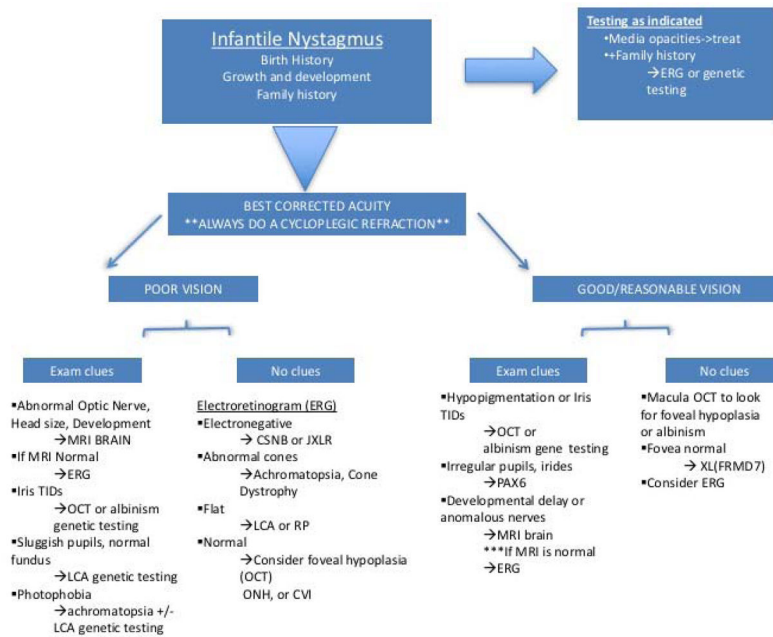 Infantile Nystagmus
Birth History
Growth and development
Family history
Testing as indicated
•Media opacities->treat
•+Family history
→ERG or genetic
testing
BEST CORRECTED ACUITY
**ALWAYS DO A CYCLOPLEGIC REFRACTION**
POOR VISION
GOOD/REASONABLE VISION
Exam clues
▪Abnormal Optic Nerve,
Head size, Development
→MRI BRAIN
▪If MRI Normal
→ERG
▪Iris TIDs
→OCT or albinism
genetic testing
▪Sluggish pupils, normal
fundus
→LCA genetic testing
▪Photophobia
→achromatopsia +/-
LCA genetic testing
No clues
Electroretinogram (ERG)
▪Electronegative
→ CSNB or JXLR
▪Abnormal cones
→Achromatopsia, Cone
Dystrophy
▪Flat
→LCA or RP
▪Normal
→Consider foveal hypoplasia
(OCT)
ONH, or CVI
Exam clues
▪Hypopigmentation or Iris
TIDs
→OCT or
albinism gene testing
▪Irregular pupils, irides
→PAX6
▪Developmental delay or
anomalous nerves
→MRI brain
***If MRI is normal
→ERG
No clues
▪Macula OCT to look
for foveal hypoplasia
or albinism
▪Fovea normal
→ XL(FRMD7)
▪Consider ERG